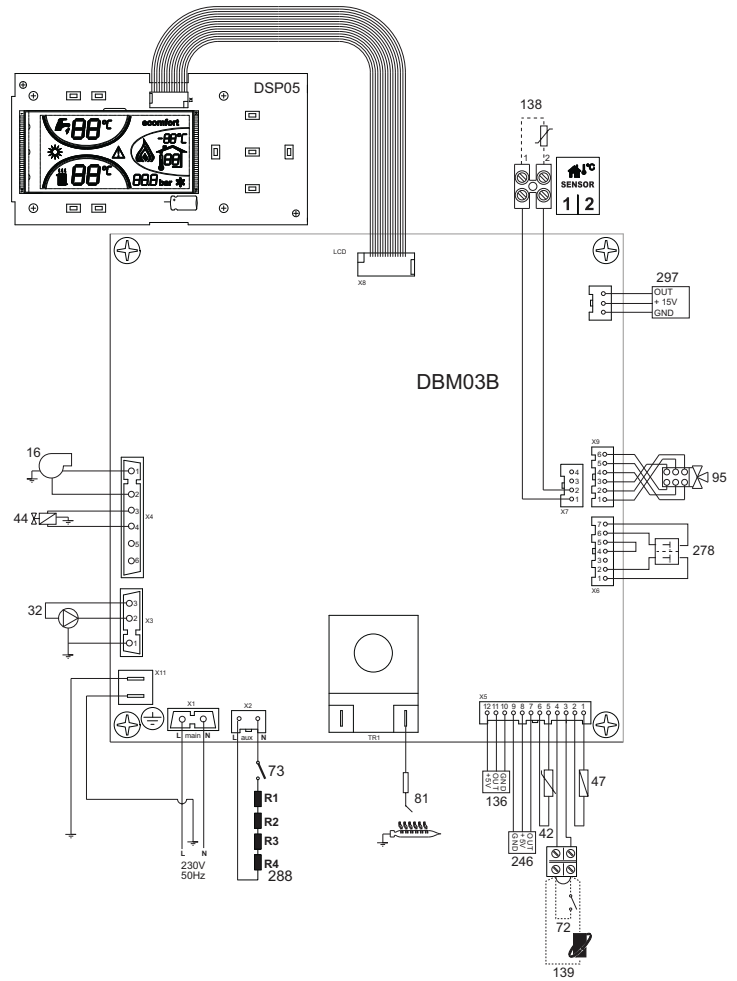 DSP05
88°C
ecomfort
-88°C
188
88°C
88.8 bar
138
1 2
°C
SENSOR
1 2
LCD
X8
297
OUT
+ 15V
GND
DBM03B
16
1
2
44
3
X4
4
5
6
X9
6
5
4
3
2
1
95
4
3
2
1
X7
7
6
5
4
3
2
1
278
X6
32
3
2
X3
1
X11
X1
L main N
X2
L aux N
TR1
X5
12 11 10 9 8 7 6 5 4 3 2 1
73
R1
R2
R3
R4
288
L N
230V
50Hz
81
+5V
OUT
GND
136
GND
+5V
OUT
246
42
47
72
139